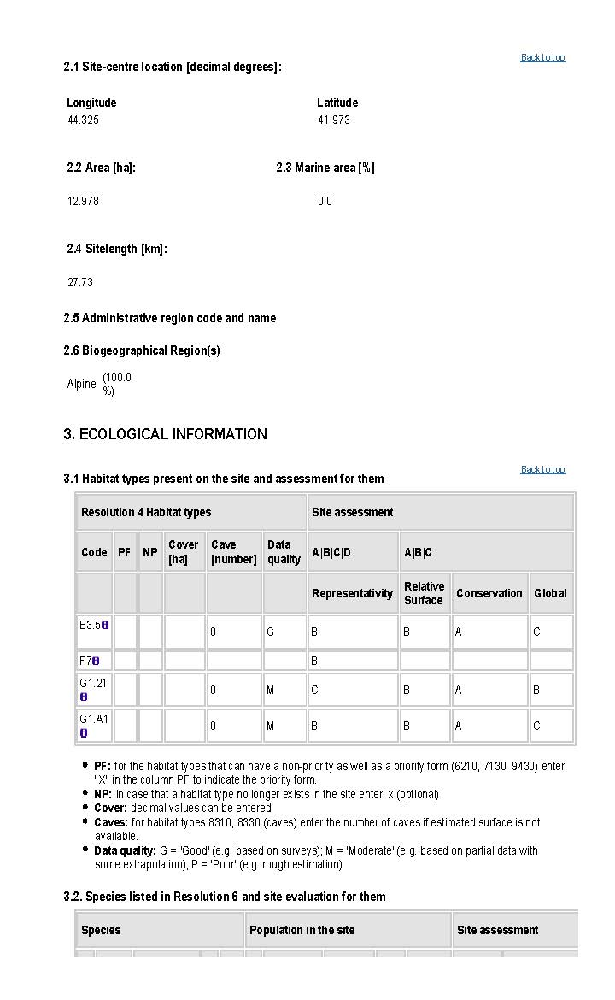 Back to top
2.1 Site-centre location [decimal degrees]:
Longitude Latitude
44.325 41.973
2.2 Area [ha]: 2.3 Marine area [%]
12.978 0.0
2.4 Sitelength [km]:
27.73
2.5 Administrative region code and name
2.6 Biogeographical Region(s)
Alpine (100.0
%)
3. ECOLOGICAL INFORMATION
Back to top
3.1 Habitat types present on the site and assessment for them
Resolution 4 Habitat types Site assessment
Code PF NP Cover [ha] Cave [number] Data quality A|B|C|D A|B|C
Representativity Relative Surface Conservation Global
E3.5 0 G B B A C
F7 B
G1.21 0 M C B A B
G1.A1 0 M B B A C
• PF: for the habitat types that can have a non-priority as well as a priority form (6210, 7130, 9430) enter
"X" in the column PF to indicate the priority form.
• NP: in case that a habitat type no longer exists in the site enter: x (optional)
• Cover: decimal values can be entered
• Caves: for habitat types 8310, 8330 (caves) enter the number of caves if estimated surface is not
available.
• Data quality: G = 'Good' (e.g. based on surveys); M = 'Moderate' (e.g. based on partial data with
some extrapolation); P = 'Poor' (e.g. rough estimation)
3.2. Species listed in Resolution 6 and site evaluation for them
Species Population in the site Site assessment